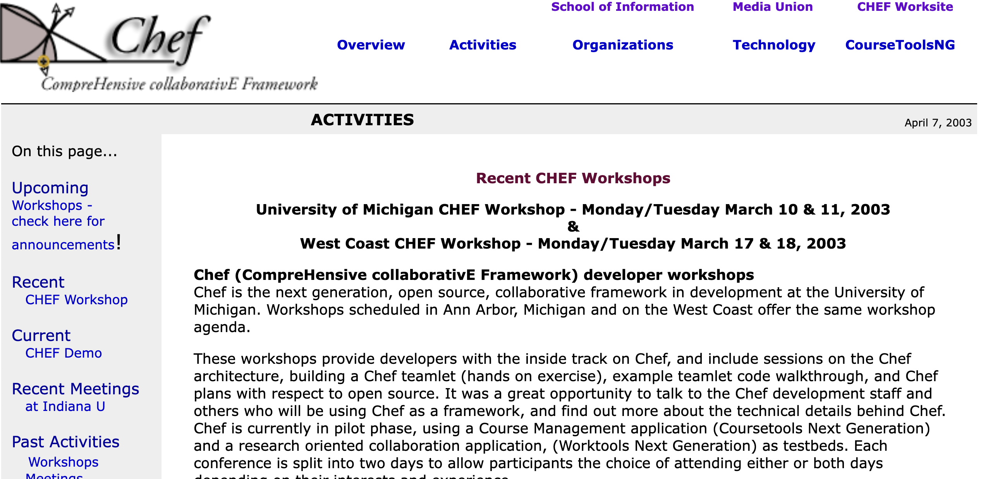 School of Information Media Union CHEF Worksite
Chef
Overview Activities Organizations Technology CourseToolsNG
CompreHensive collaborativE Framework
ACTIVITIES
April 7, 2003
On this page...
Upcoming
Workshops -
check here for
announcements!
Recent
CHEF Workshop
Current
CHEF Demo
Recent Meetings
at Indiana U
Past Activities
Workshops
Meetings
Recent CHEF Workshops
University of Michigan CHEF Workshop - Monday/Tuesday March 10 & 11, 2003
&
West Coast CHEF Workshop - Monday/Tuesday March 17 & 18, 2003
Chef (CompreHensive collaborativE Framework) developer workshops
Chef is the next generation, open source, collaborative framework in development at the University of
Michigan. Workshops scheduled in Ann Arbor, Michigan and on the West Coast offer the same workshop
agenda.
These workshops provide developers with the inside track on Chef, and include sessions on the Chef
architecture, building a Chef teamlet (hands on exercise), example teamlet code walkthrough, and Chef
plans with respect to open source. It was a great opportunity to talk to the Chef development staff and
others who will be using Chef as a framework, and find out more about the technical details behind Chef.
Chef is currently in pilot phase, using a Course Management application (Coursetools Next Generation)
and a research oriented collaboration application, (Worktools Next Generation) as testbeds. Each
conference is split into two days to allow participants the choice of attending either or both days
depending on their interests and experience.